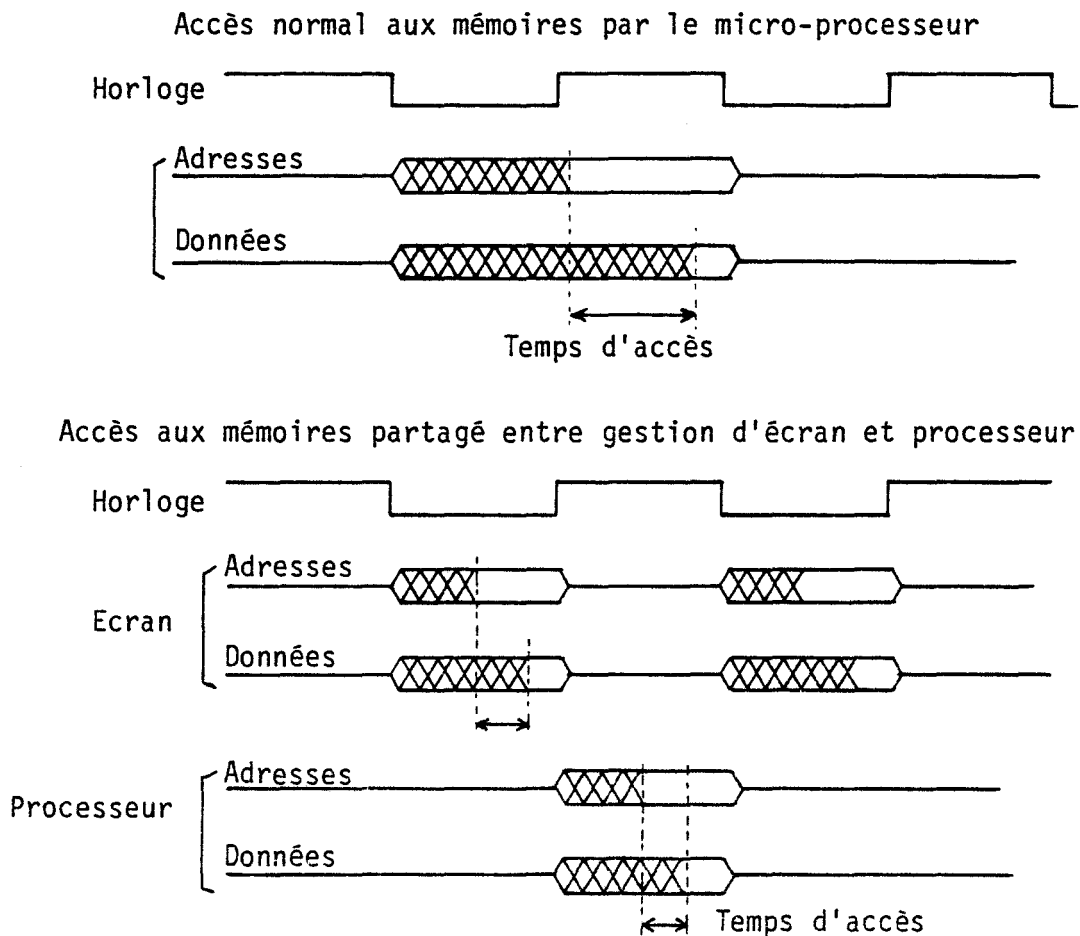 Accès normal aux mémoires par le micro-processeur
Horloge
Adresses
Données
Temps d'accès
Accès aux mémoires partagé entre gestion d'écran et processeur
Horloge
Adresses
Ecran
Données
Adresses
Processeur
Données
Temps d'accès